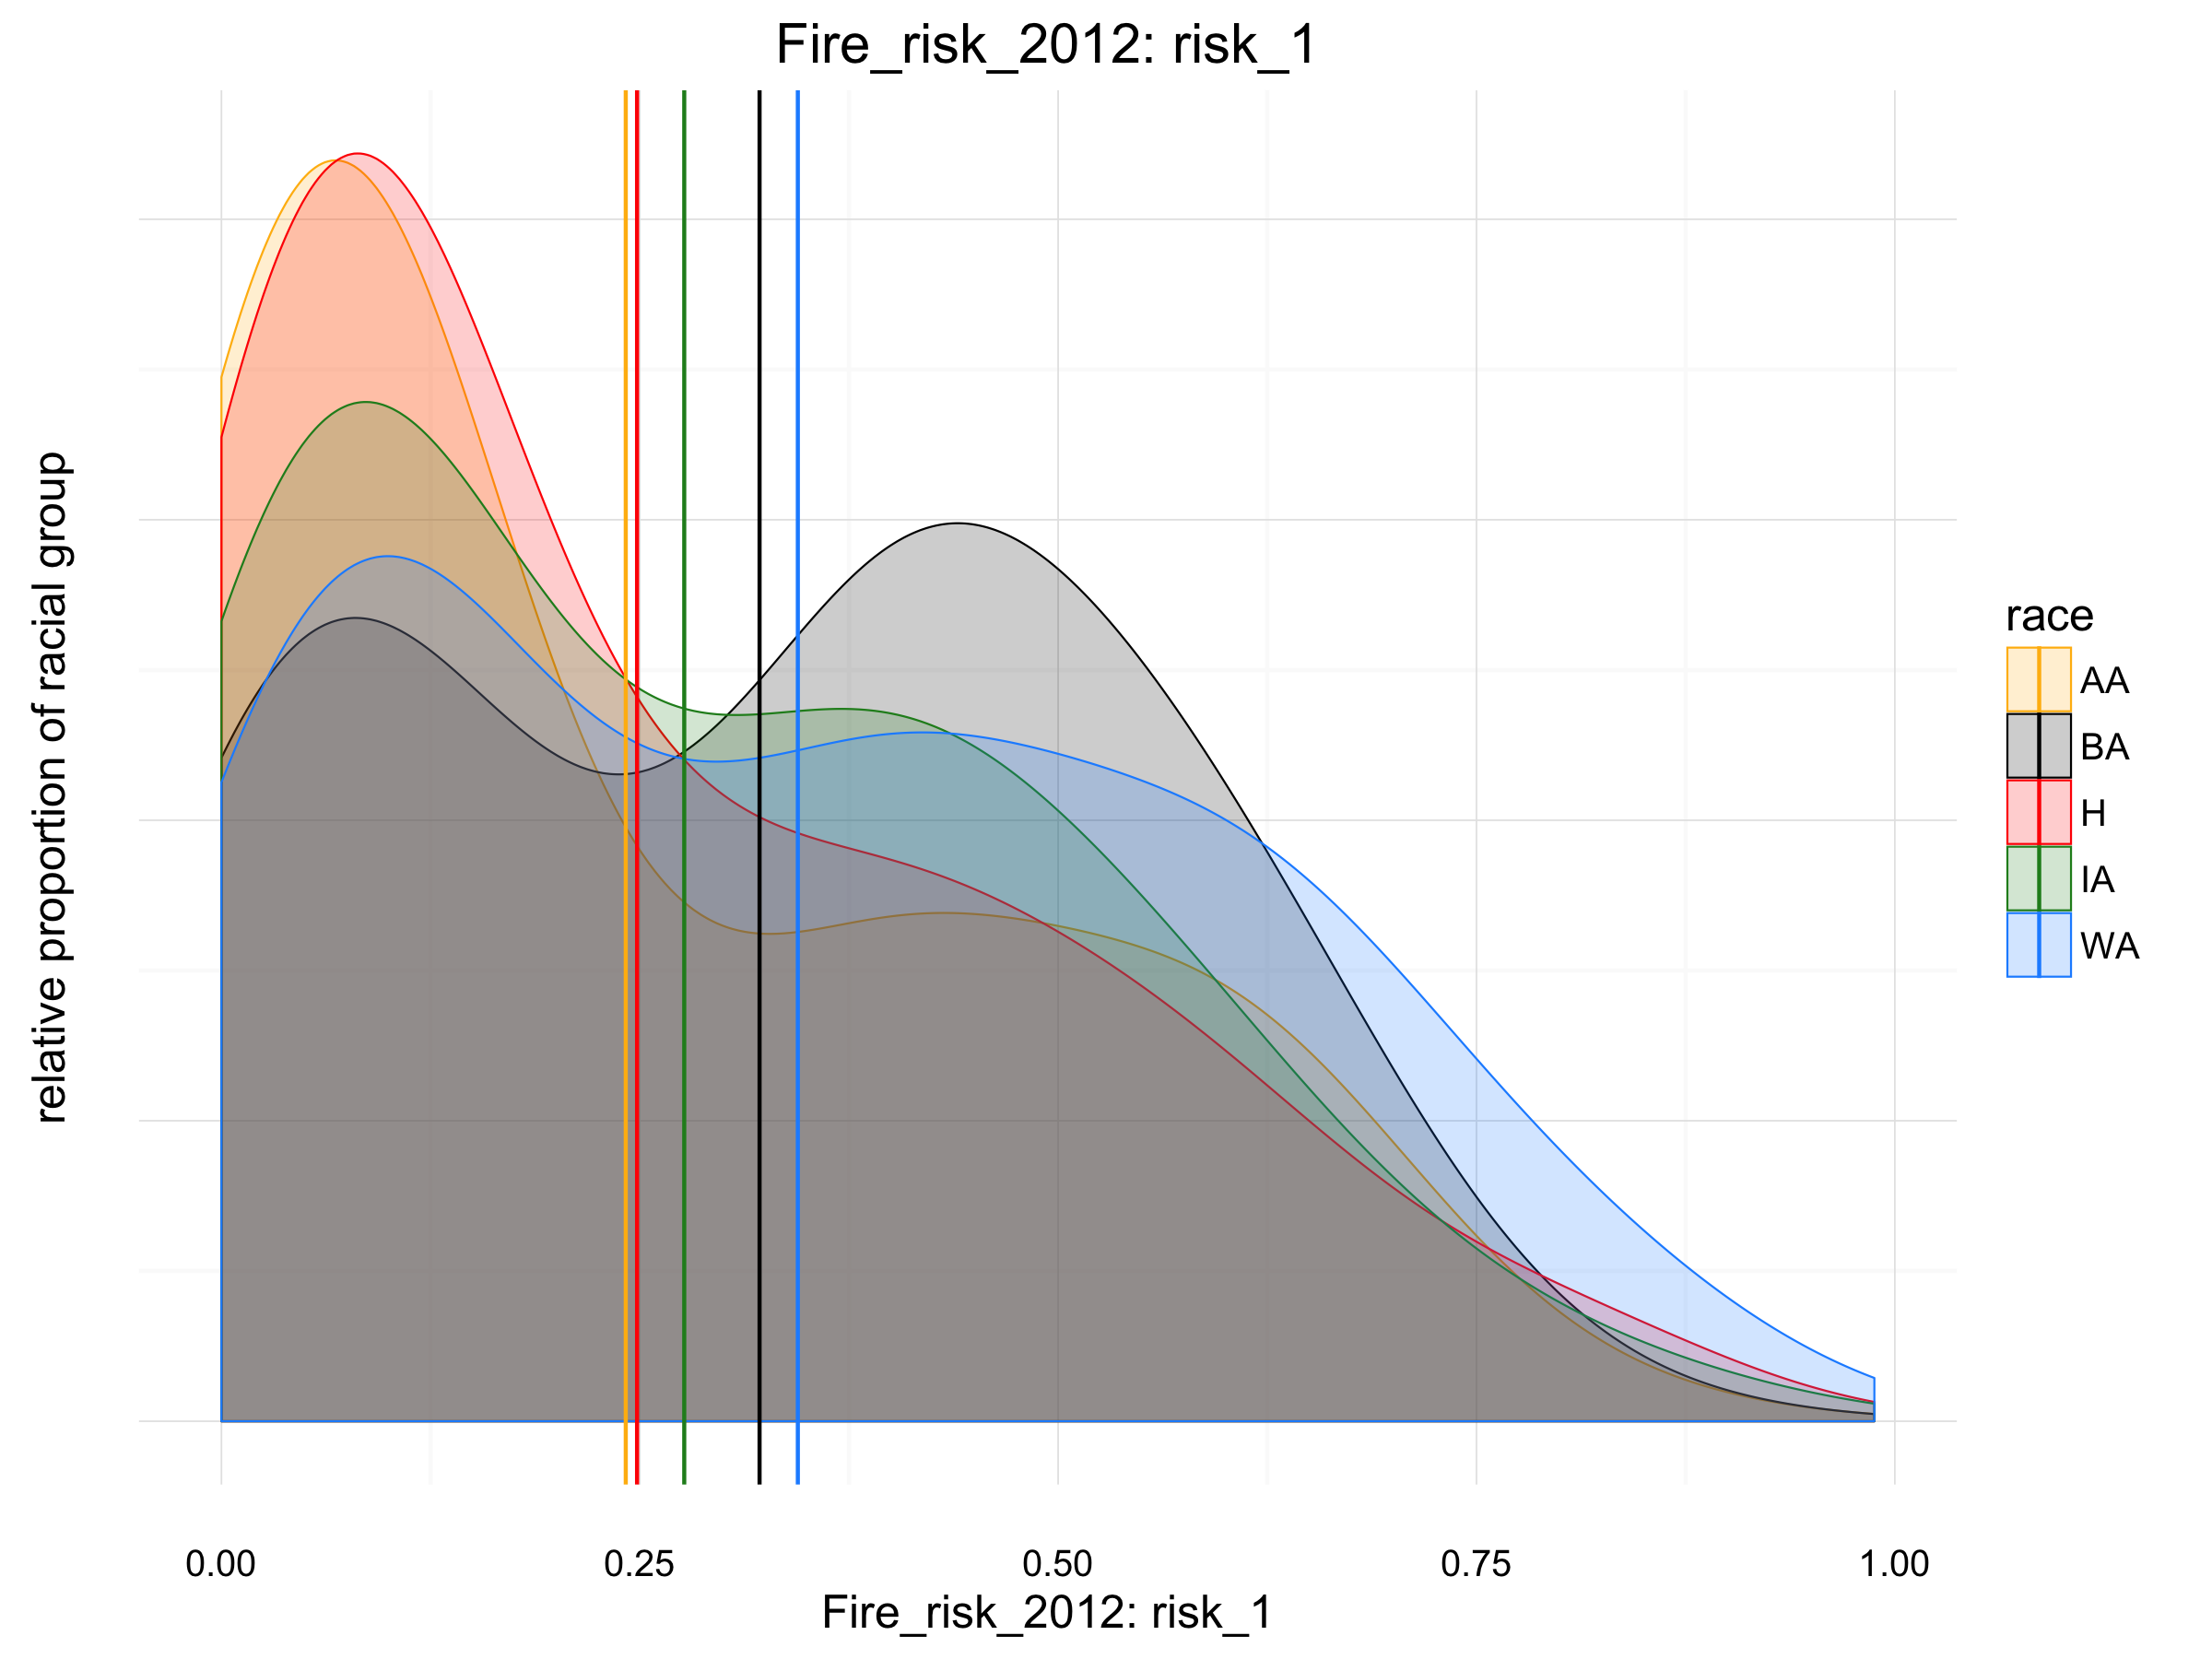 Fire_risk_2012: risk_1
relative proportion of racial group
race
AA
BA
H
IA
WA
0.00 0.25 0.50 0.75 1.00
Fire_risk_2012: risk_1